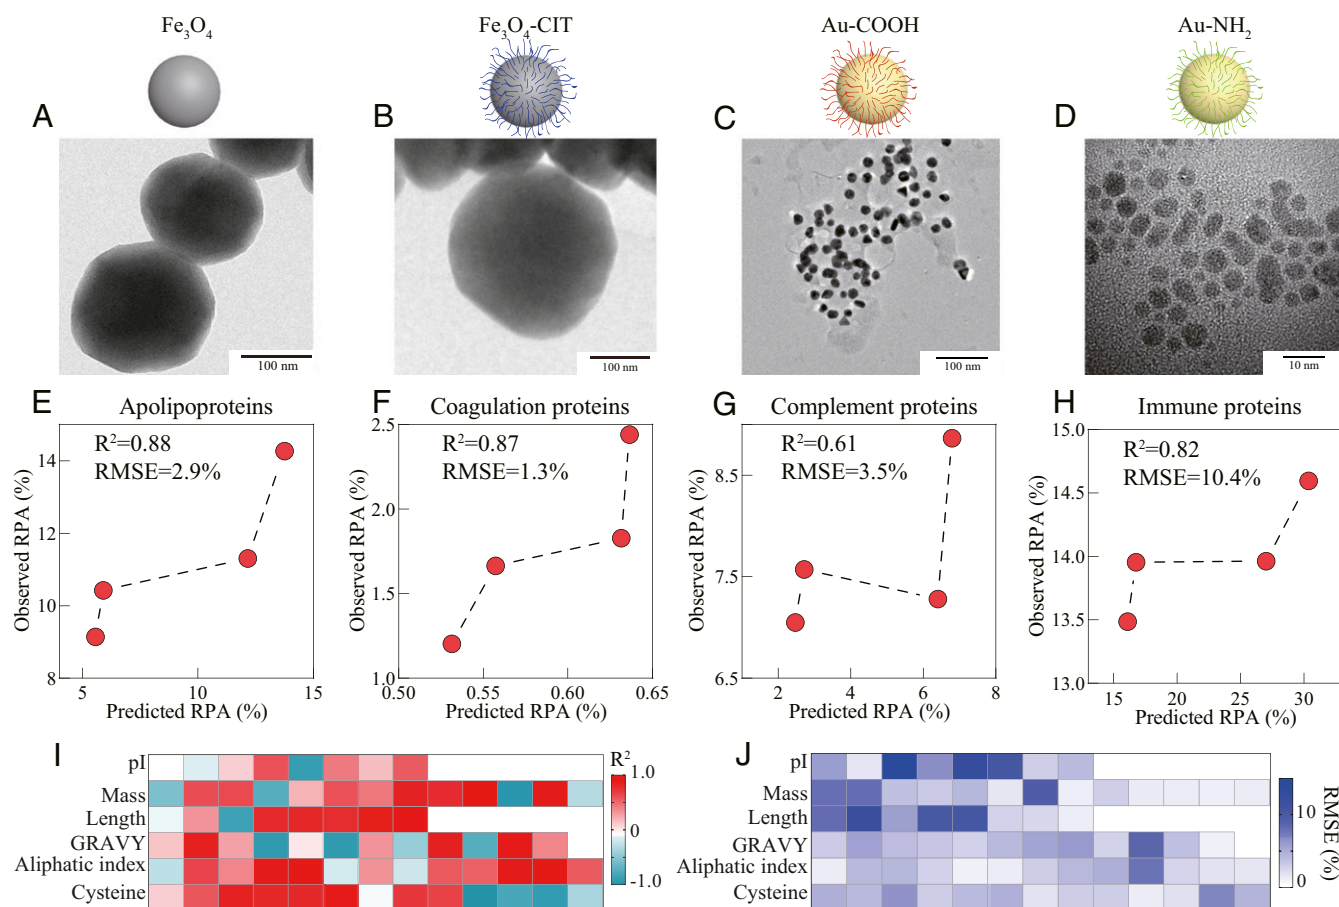 Fe₃O₄
Fe₃O₄-CIT
Au-COOH
Au-NH₂
A
B
C
D
100 nm
100 nm
100 nm
10 nm
E
Apolipoproteins
R²=0.88
RMSE=2.9%
Observed RPA (%)
14
12
10
8
5
10
15
Predicted RPA (%)
F
Coagulation proteins
R²=0.87
RMSE=1.3%
Observed RPA (%)
2.5
2.0
1.5
1.0
0.50
0.55
0.60
0.65
Predicted RPA (%)
G
Complement proteins
R²=0.61
RMSE=3.5%
Observed RPA (%)
8.5
7.5
6.5
2
4
6
8
Predicted RPA (%)
H
Immune proteins
R²=0.82
RMSE=10.4%
Observed RPA (%)
15.0
14.5
14.0
13.5
13.0
15
20
25
30
Predicted RPA (%)
I
pI
Mass
Length
GRAVY
Aliphatic index
Cysteine
R²
1.0
0
-1.0
J
pI
Mass
Length
GRAVY
Aliphatic index
Cysteine
10
0
RMSE (%)